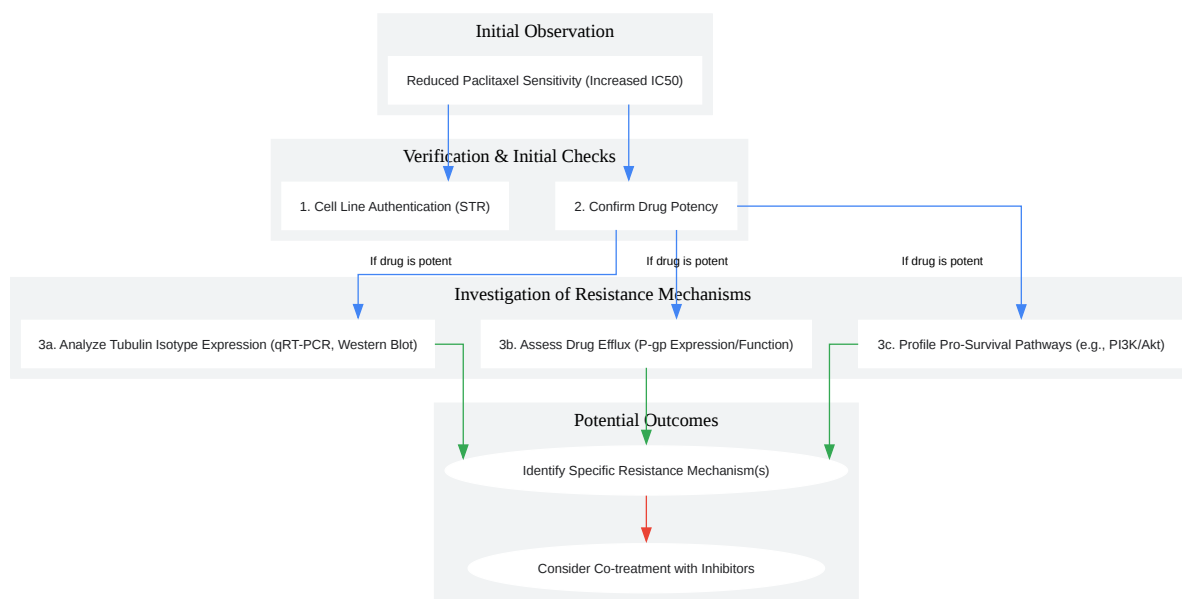 Initial Observation
Reduced Paclitaxel Sensitivity (Increased IC50)
Verification & Initial Checks
1. Cell Line Authentication (STR)
2. Confirm Drug Potency
If drug is potent
If drug is potent
If drug is potent
Investigation of Resistance Mechanisms
3a. Analyze Tubulin Isotype Expression (qRT-PCR, Western Blot)
3b. Assess Drug Efflux (P-gp Expression/Function)
3c. Profile Pro-Survival Pathways (e.g., PI3K/Akt)
Potential Outcomes
Identify Specific Resistance Mechanism(s)
Consider Co-treatment with Inhibitors